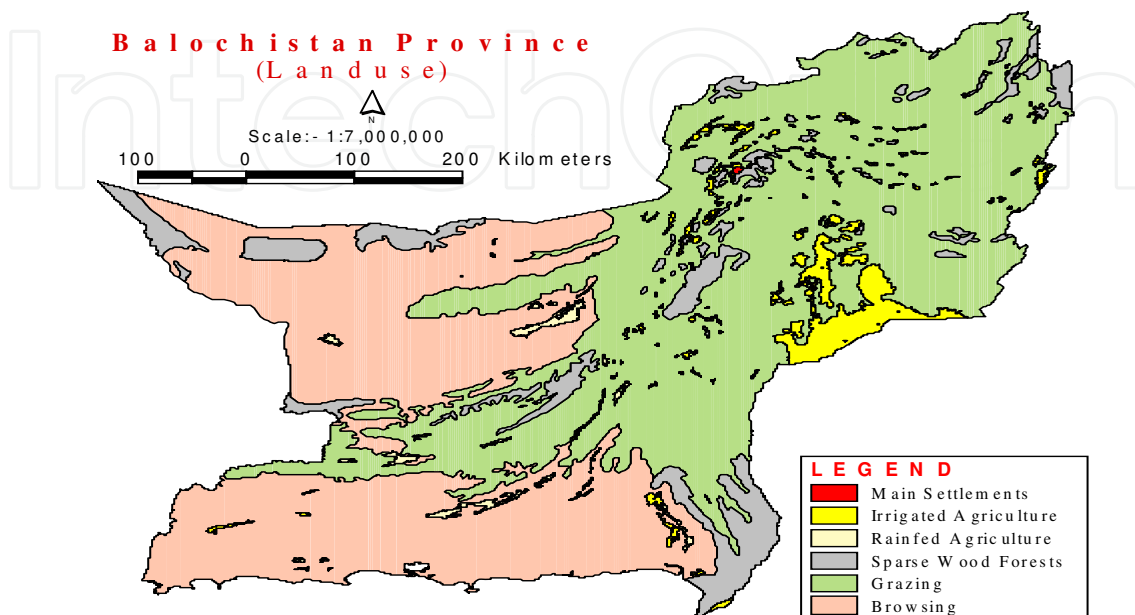 IntechOpen
Balochistan Province
(Landuse)
N
Scale:- 1:7,000,000
100 0 100 200 Kilometers
LEGEND
Main Settlements
Irrigated Agriculture
Rainfed Agriculture
Sparse Wood Forests
Grazing
Browsing